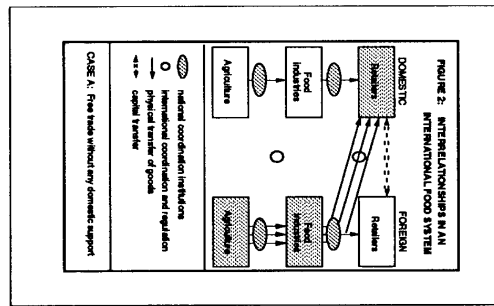 FIGURE 2: INTERRELATIONSHIPS IN AN
INTERNATIONAL FOOD SYSTEM
DOMESTIC
FOREIGN
Retailers
Retailers
Food
industries
Food
industries
Agriculture
Agriculture
national coordination institutions
international coordination and regulation
physical transfer of goods
capital transfer
CASE A: Free trade without any domestic support